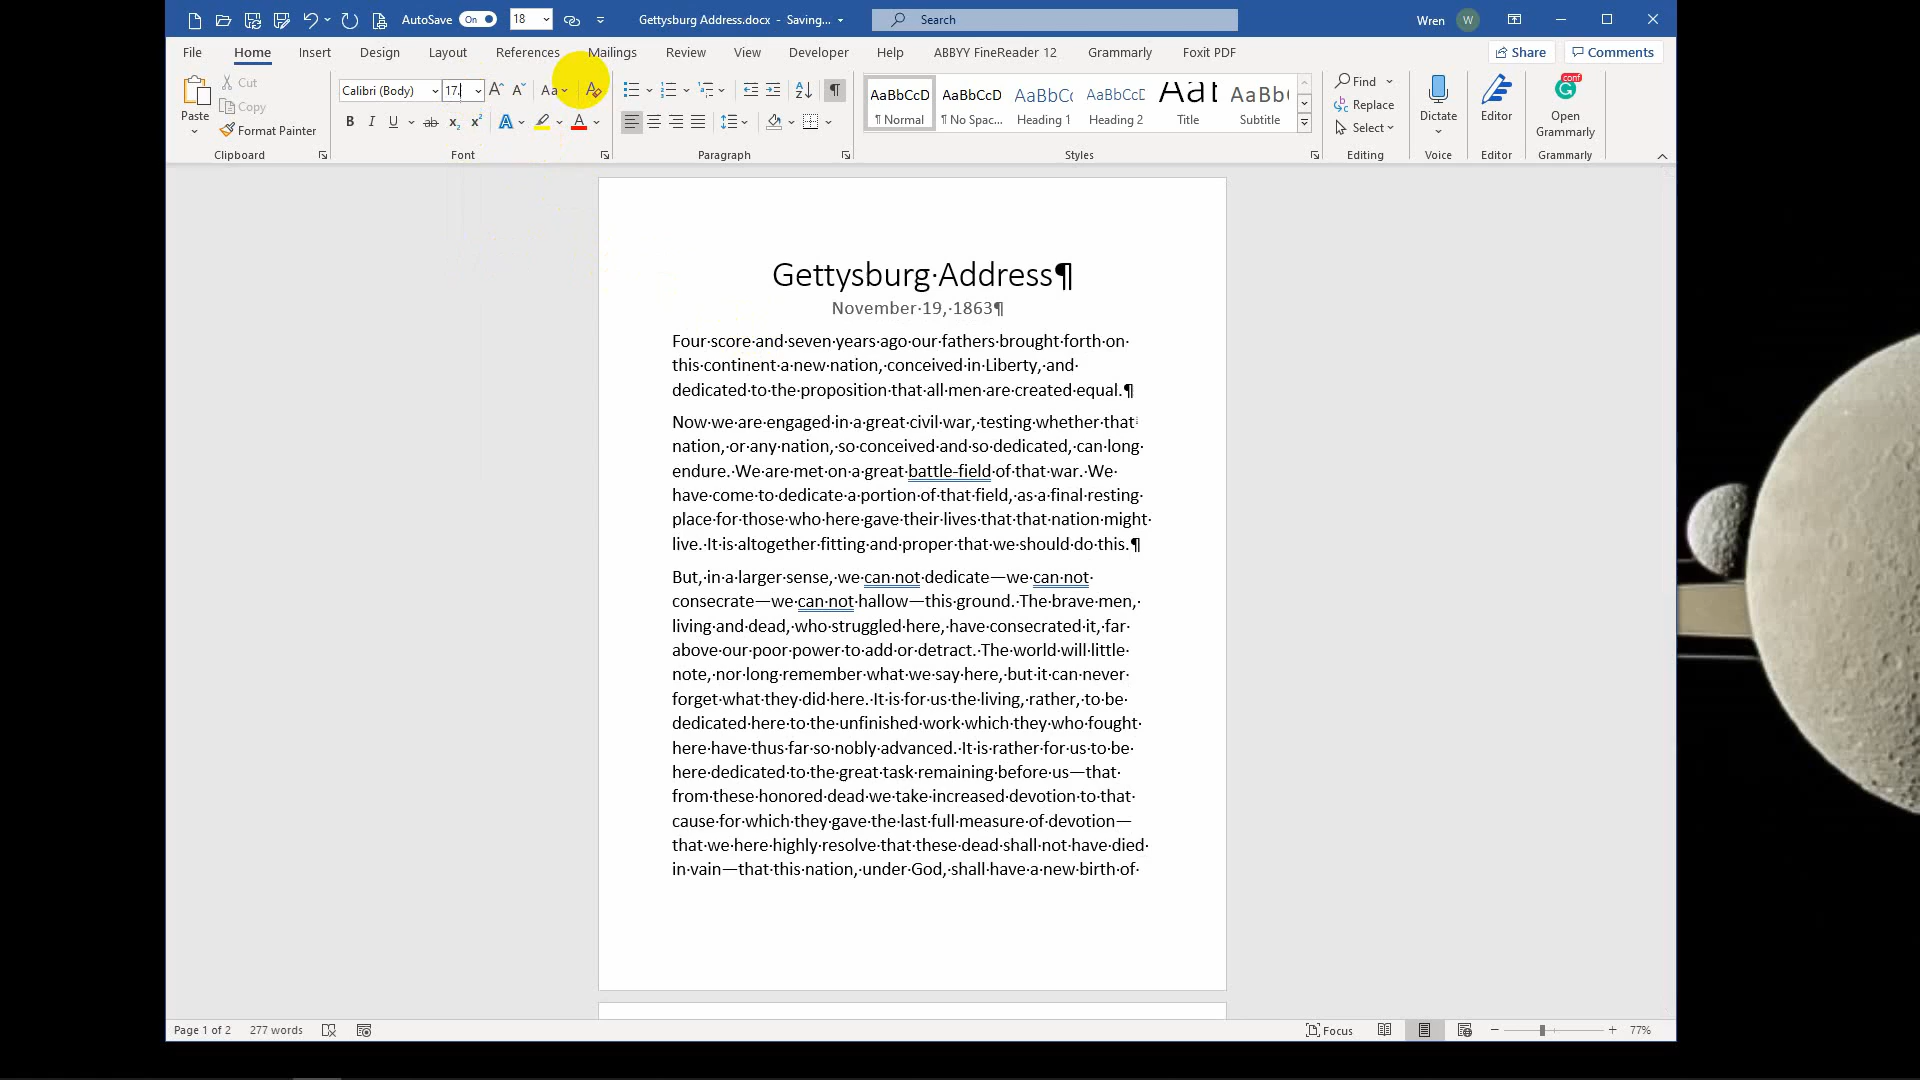 AutoSave On 18 Gettysburg Address.docx - Saving... Search Wren W
File Home Insert Design Layout References Mailings Review View Developer Help ABBYY FineReader 12 Grammarly Foxit PDF Share Comments
Paste Cut Copy Format Painter
Clipboard
Calibri (Body) 17. Aa
B I U ab x₂ x² A A
Font
Paragraph
AaBbCcD AaBbCcD AaBbCc AaBbCcD AaB AaBbC
¶ Normal ¶ No Spac... Heading 1 Heading 2 Title Subtitle
Styles
Find
Replace
Select
Editing
Dictate
Voice
Editor
Editor
conf
Open
Grammarly
Grammarly
Gettysburg·Address¶
November·19,·1863¶
Four·score·and·seven·years·ago·our·fathers·brought·forth·on·
this·continent·a·new·nation,·conceived·in·Liberty,·and·
dedicated·to·the·proposition·that·all·men·are·created·equal.¶
Now·we·are·engaged·in·a·great·civil·war,·testing·whether·that·
nation,·or·any·nation,·so·conceived·and·so·dedicated,·can·long·
endure.·We·are·met·on·a·great·battle-field·of·that·war.·We·
have·come·to·dedicate·a·portion·of·that·field,·as·a·final·resting·
place·for·those·who·here·gave·their·lives·that·that·nation·might·
live.·It·is·altogether·fitting·and·proper·that·we·should·do·this.¶
But,·in·a·larger·sense,·we·can·not·dedicate—we·can·not·
consecrate—we·can·not·hallow—this·ground.·The·brave·men,·
living·and·dead,·who·struggled·here,·have·consecrated·it,·far·
above·our·poor·power·to·add·or·detract.·The·world·will·little·
note,·nor·long·remember·what·we·say·here,·but·it·can·never·
forget·what·they·did·here.·It·is·for·us·the·living,·rather,·to·be·
dedicated·here·to·the·unfinished·work·which·they·who·fought·
here·have·thus·far·so·nobly·advanced.·It·is·rather·for·us·to·be·
here·dedicated·to·the·great·task·remaining·before·us—that·
from·these·honored·dead·we·take·increased·devotion·to·that·
cause·for·which·they·gave·the·last·full·measure·of·devotion—
that·we·here·highly·resolve·that·these·dead·shall·not·have·died·
in·vain—that·this·nation,·under·God,·shall·have·a·new·birth·of·
Page 1 of 2 277 words Focus 77%